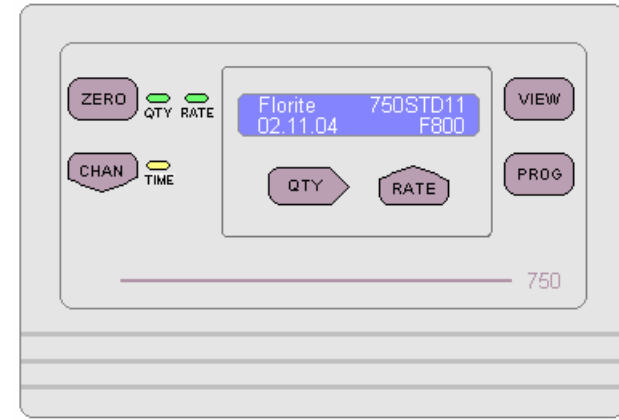 ZERO
QTY RATE
CHAN
TIME
Florite 750STD11
02.11.04 F800
QTY
RATE
VIEW
PROG
750